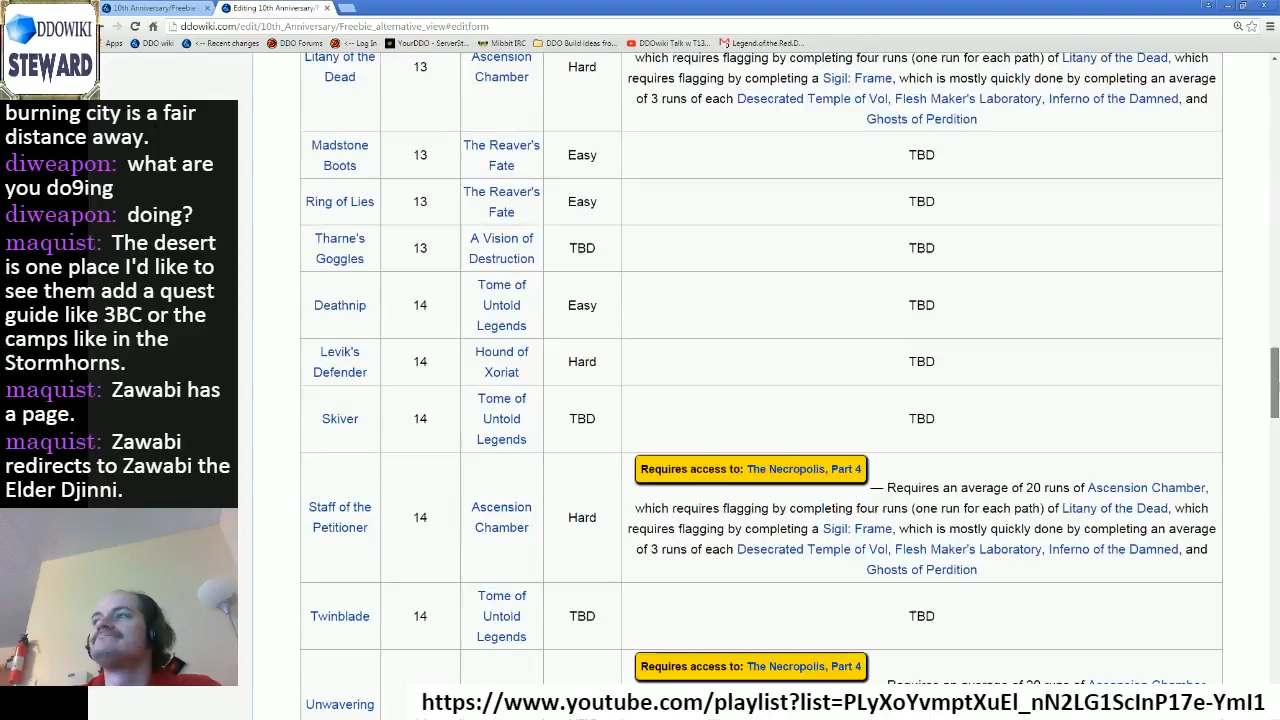 DDOWIKI
STEWARD
10th Anniversary/Freebie
Editing 10th Anniversary/F
ddowiki.com/edit/10th_Anniversary/Freebie_alternative_view#editform
Apps
DDO wiki
<-- Recent changes
DDO Forums
<-- Log In
YourDDO - ServerSt...
Mibbit IRC
DDO Build ideas fro...
DDOwiki Talk w T13...
Legend.of.the.Red.D...
burning city is a fair
distance away.
diweapon: what are
you do9ing
diweapon: doing?
maquist: The desert
is one place I'd like to
see them add a quest
guide like 3BC or the
camps like in the
Stormhorns.
maquist: Zawabi has
a page.
maquist: Zawabi
redirects to Zawabi the
Elder Djinni.
Litany of the
Dead
13
Ascension
Chamber
Hard
which requires flagging by completing four runs (one run for each path) of Litany of the Dead, which
requires flagging by completing a Sigil: Frame, which is mostly quickly done by completing an average
of 3 runs of each Desecrated Temple of Vol, Flesh Maker's Laboratory, Inferno of the Damned, and
Ghosts of Perdition
Madstone
Boots
13
The Reaver's
Fate
Easy
TBD
Ring of Lies
13
The Reaver's
Fate
Easy
TBD
Tharne's
Goggles
13
A Vision of
Destruction
TBD
TBD
Deathnip
14
Tome of
Untold
Legends
Easy
TBD
Levik's
Defender
14
Hound of
Xoriat
Hard
TBD
Skiver
14
Tome of
Untold
Legends
TBD
TBD
Staff of the
Petitioner
14
Ascension
Chamber
Hard
Requires access to: The Necropolis, Part 4
— Requires an average of 20 runs of Ascension Chamber,
which requires flagging by completing four runs (one run for each path) of Litany of the Dead, which
requires flagging by completing a Sigil: Frame, which is mostly quickly done by completing an average
of 3 runs of each Desecrated Temple of Vol, Flesh Maker's Laboratory, Inferno of the Damned, and
Ghosts of Perdition
Twinblade
14
Tome of
Untold
Legends
TBD
TBD
Unwavering
Requires access to: The Necropolis, Part 4
https://www.youtube.com/playlist?list=PLyXoYvmptXuEl_nN2LG1ScInP17e-YmI1